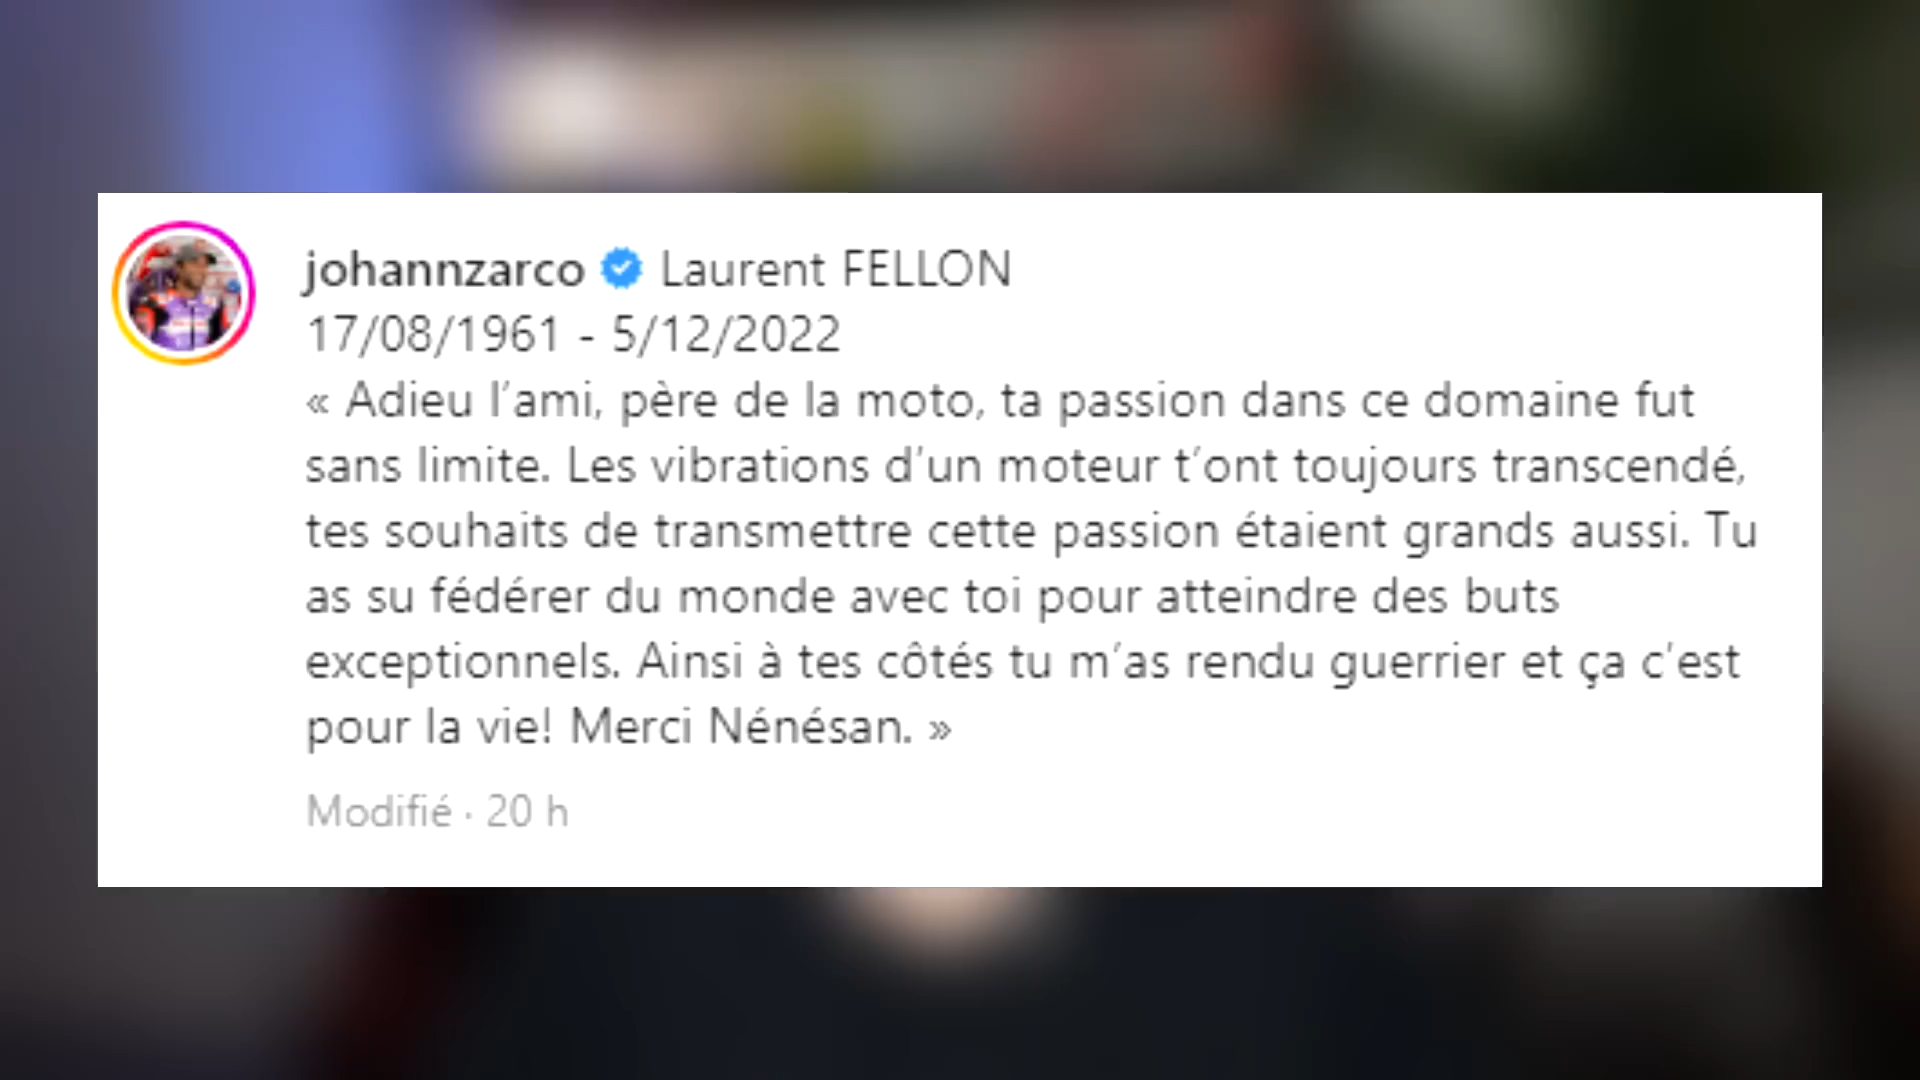 johannzarco Laurent FELLON
17/08/1961 - 5/12/2022
« Adieu l’ami, père de la moto, ta passion dans ce domaine fut
sans limite. Les vibrations d’un moteur t’ont toujours transcendé,
tes souhaits de transmettre cette passion étaient grands aussi. Tu
as su fédérer du monde avec toi pour atteindre des buts
exceptionnels. Ainsi à tes côtés tu m’as rendu guerrier et ça c’est
pour la vie! Merci Nénésan. »
Modifié · 20 h